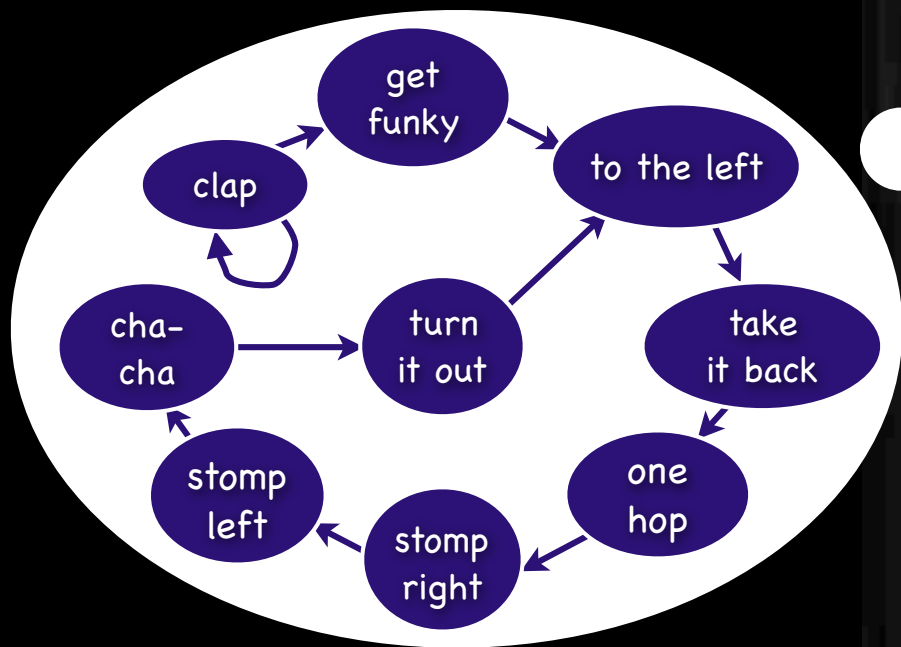 get
funky
to the left
clap
turn
it out
take
it back
cha-
cha
one
hop
stomp
left
stomp
right